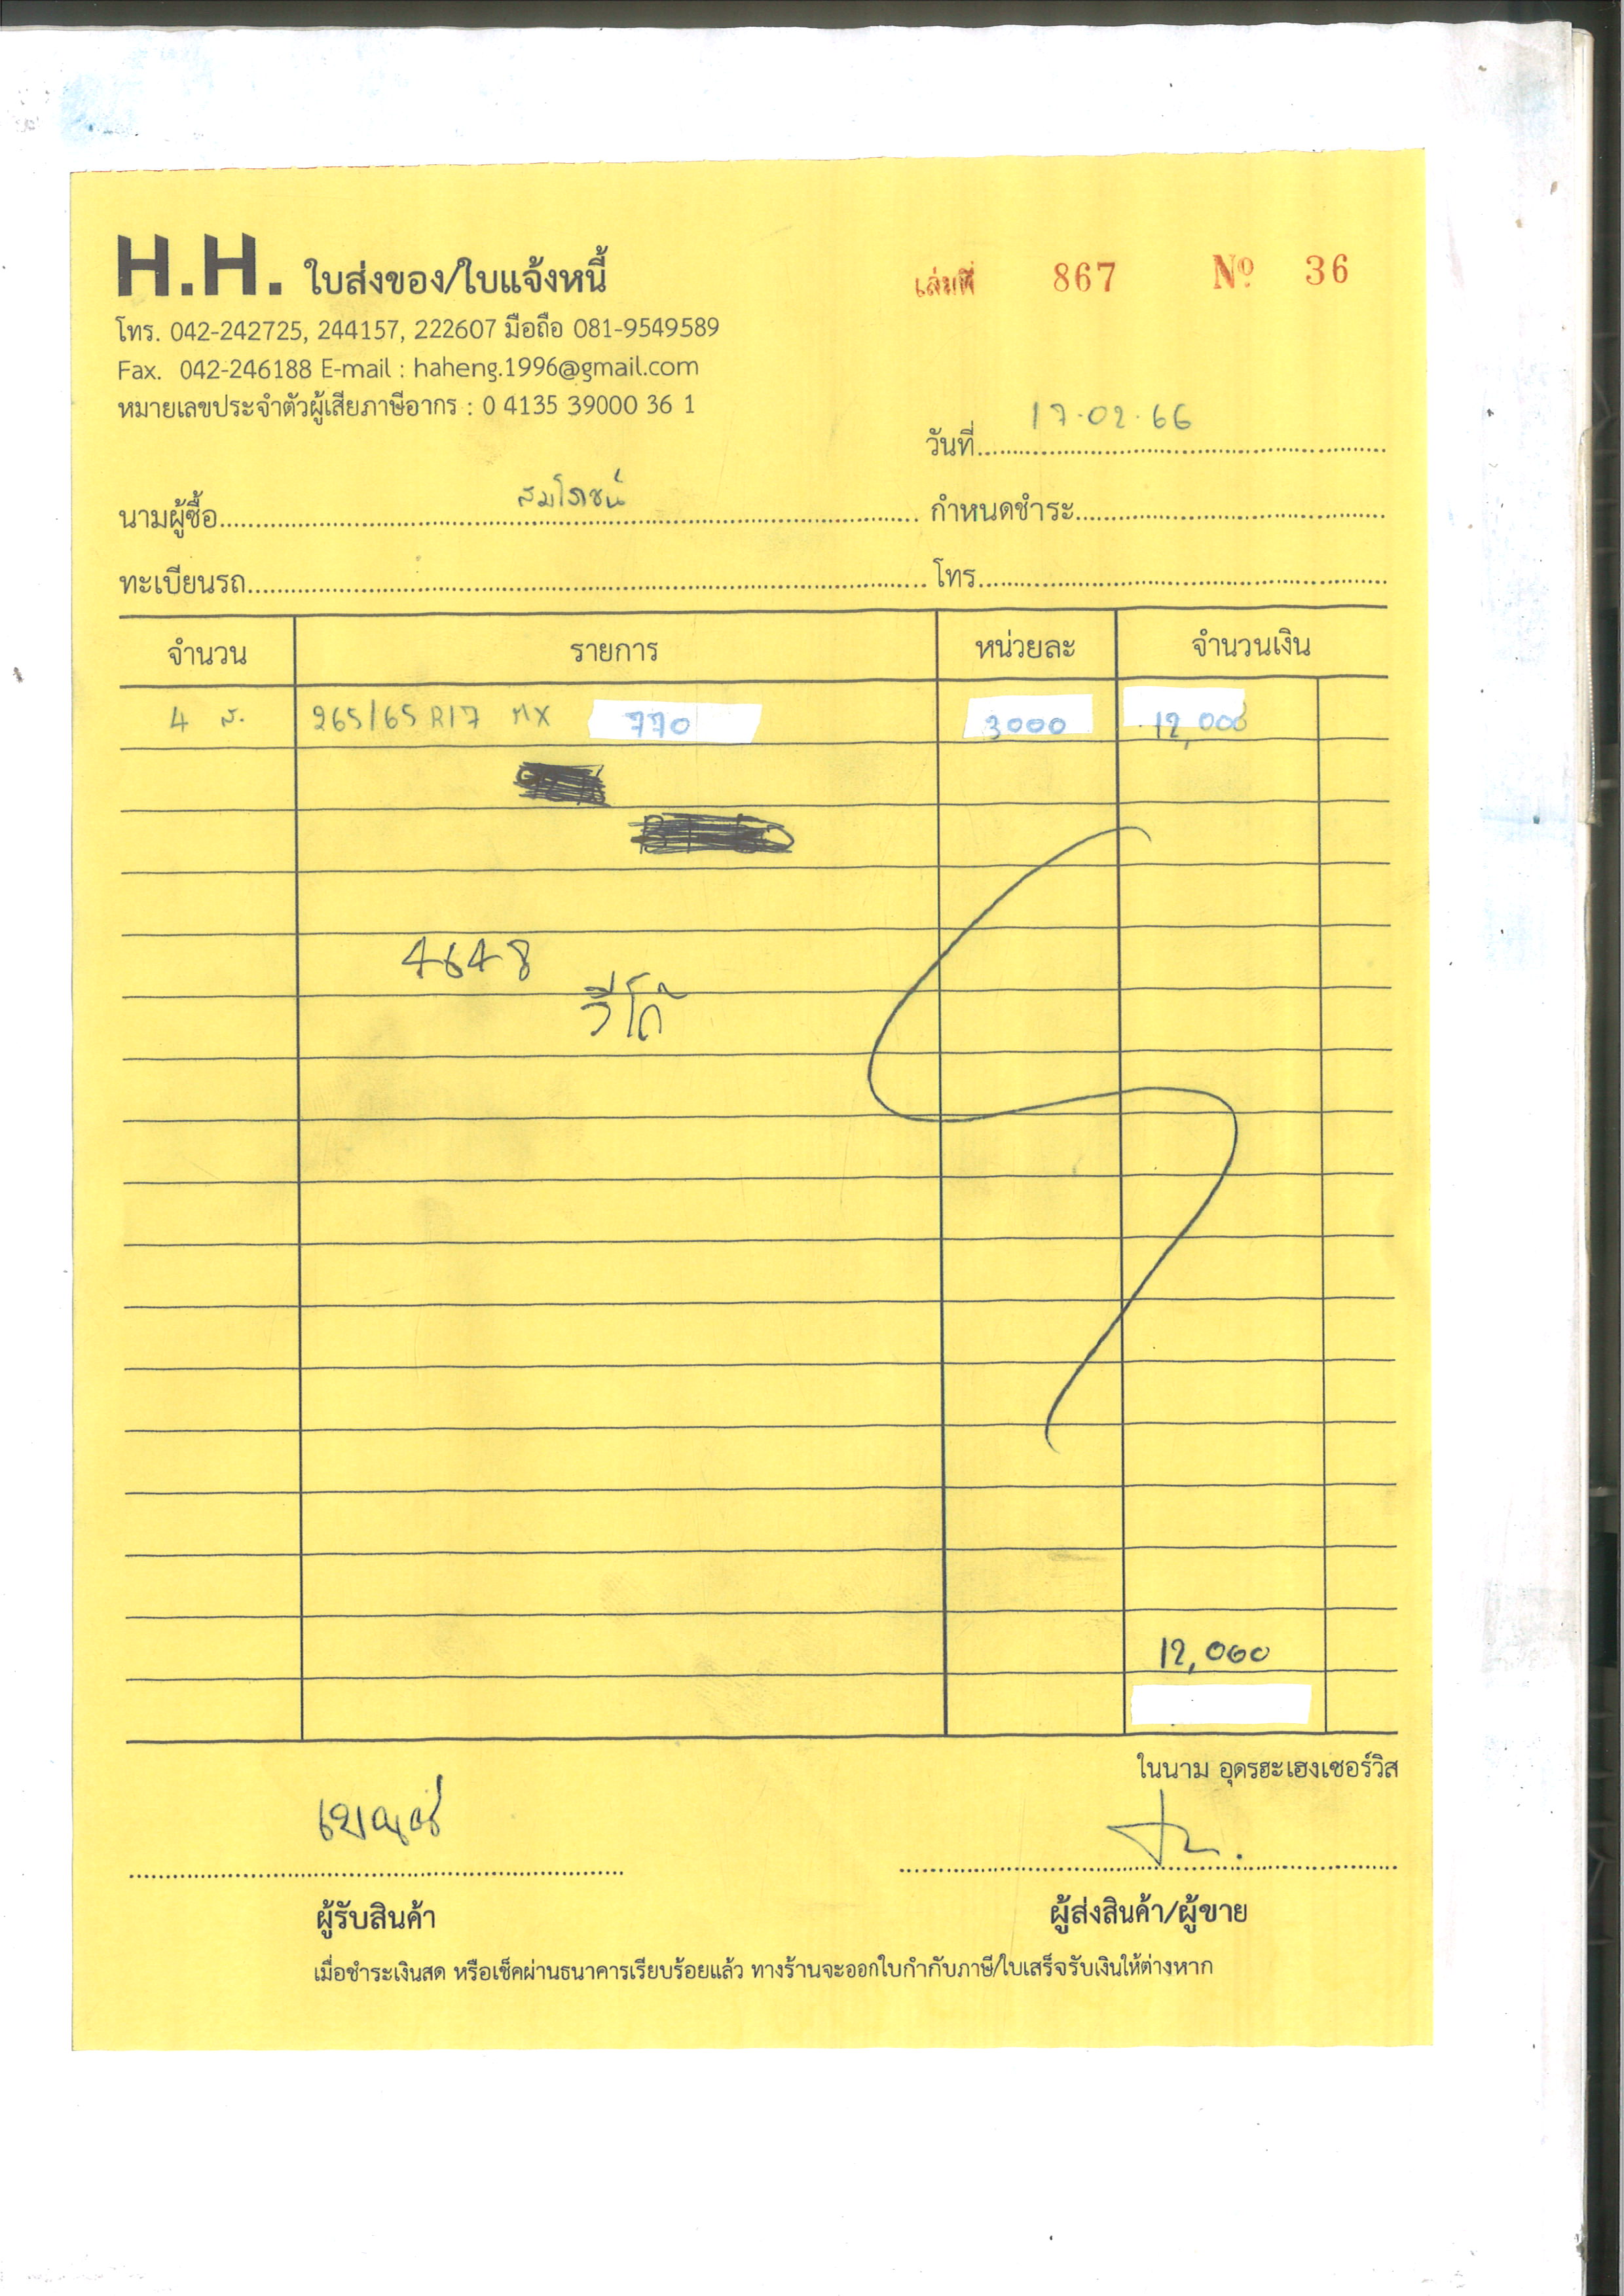 H.H. ใบส่งของ/ใบแจ้งหนี้
เล่มที่ 867 Nº 36
โทร. 042-242725, 244157, 222607 มือถือ 081-9549589
Fax. 042-246188 E-mail : haheng.1996@gmail.com
หมายเลขประจำตัวผู้เสียภาษีอากร : 0 4135 39000 36 1
วันที่ 17.02.66
นามผู้ซื้อ สมโภชน์ กำหนดชำระ
ทะเบียนรถ โทร
จำนวน รายการ หน่วยละ จำนวนเงิน
4 ส. 265/65 R17 MX 770 3000 12,000
4648
วีโก้
12,000
ในนาม อุดรฮะเฮงเซอร์วิส
ผู้รับสินค้า ผู้ส่งสินค้า/ผู้ขาย
เมื่อชำระเงินสด หรือเช็คผ่านธนาคารเรียบร้อยแล้ว ทางร้านจะออกใบกำกับภาษี/ใบเสร็จรับเงินให้ต่างหาก